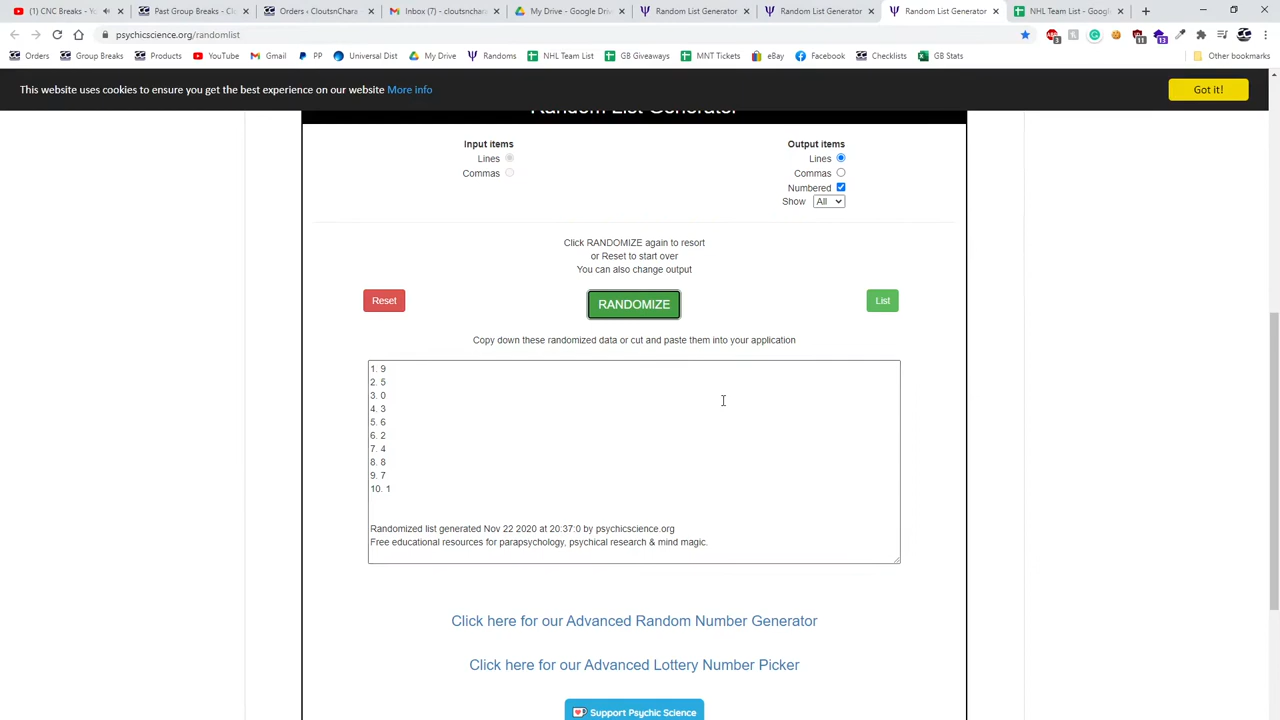 (1) CNC Breaks - Yo
Past Group Breaks - Clo
Orders < CloutsnChara
Inbox (7) - cloutsnchara
My Drive - Google Driv
Random List Generator
Random List Generator
Random List Generator
NHL Team List - Google
psychicscience.org/randomlist
Orders
Group Breaks
Products
YouTube
Gmail
PP
Universal Dist
My Drive
Randoms
NHL Team List
GB Giveaways
MNT Tickets
eBay
Facebook
Checklists
GB Stats
Other bookmarks
This website uses cookies to ensure you get the best experience on our website More info
Got it!
Random List Generator
Input items
Output items
Lines
Lines
Commas
Commas
Numbered
Show All
Click RANDOMIZE again to resort
or Reset to start over
You can also change output
Reset
RANDOMIZE
List
Copy down these randomized data or cut and paste them into your application
1. 9
2. 5
3. 0
4. 3
5. 6
6. 2
7. 4
8. 8
9. 7
10. 1
Randomized list generated Nov 22 2020 at 20:37:0 by psychicscience.org
Free educational resources for parapsychology, psychical research & mind magic.
Click here for our Advanced Random Number Generator
Click here for our Advanced Lottery Number Picker
Support Psychic Science